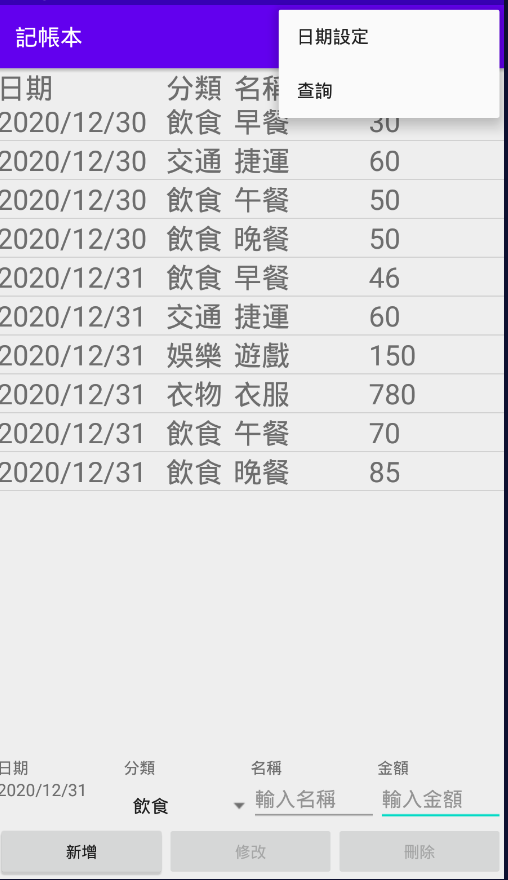 記帳本
日期設定
查詢
日期 分類 名稱
2020/12/30 飲食 早餐 30
2020/12/30 交通 捷運 60
2020/12/30 飲食 午餐 50
2020/12/30 飲食 晚餐 50
2020/12/31 飲食 早餐 46
2020/12/31 交通 捷運 60
2020/12/31 娛樂 遊戲 150
2020/12/31 衣物 衣服 780
2020/12/31 飲食 午餐 70
2020/12/31 飲食 晚餐 85
日期 分類 名稱 金額
2020/12/31 飲食 輸入名稱 輸入金額
新增 修改 刪除